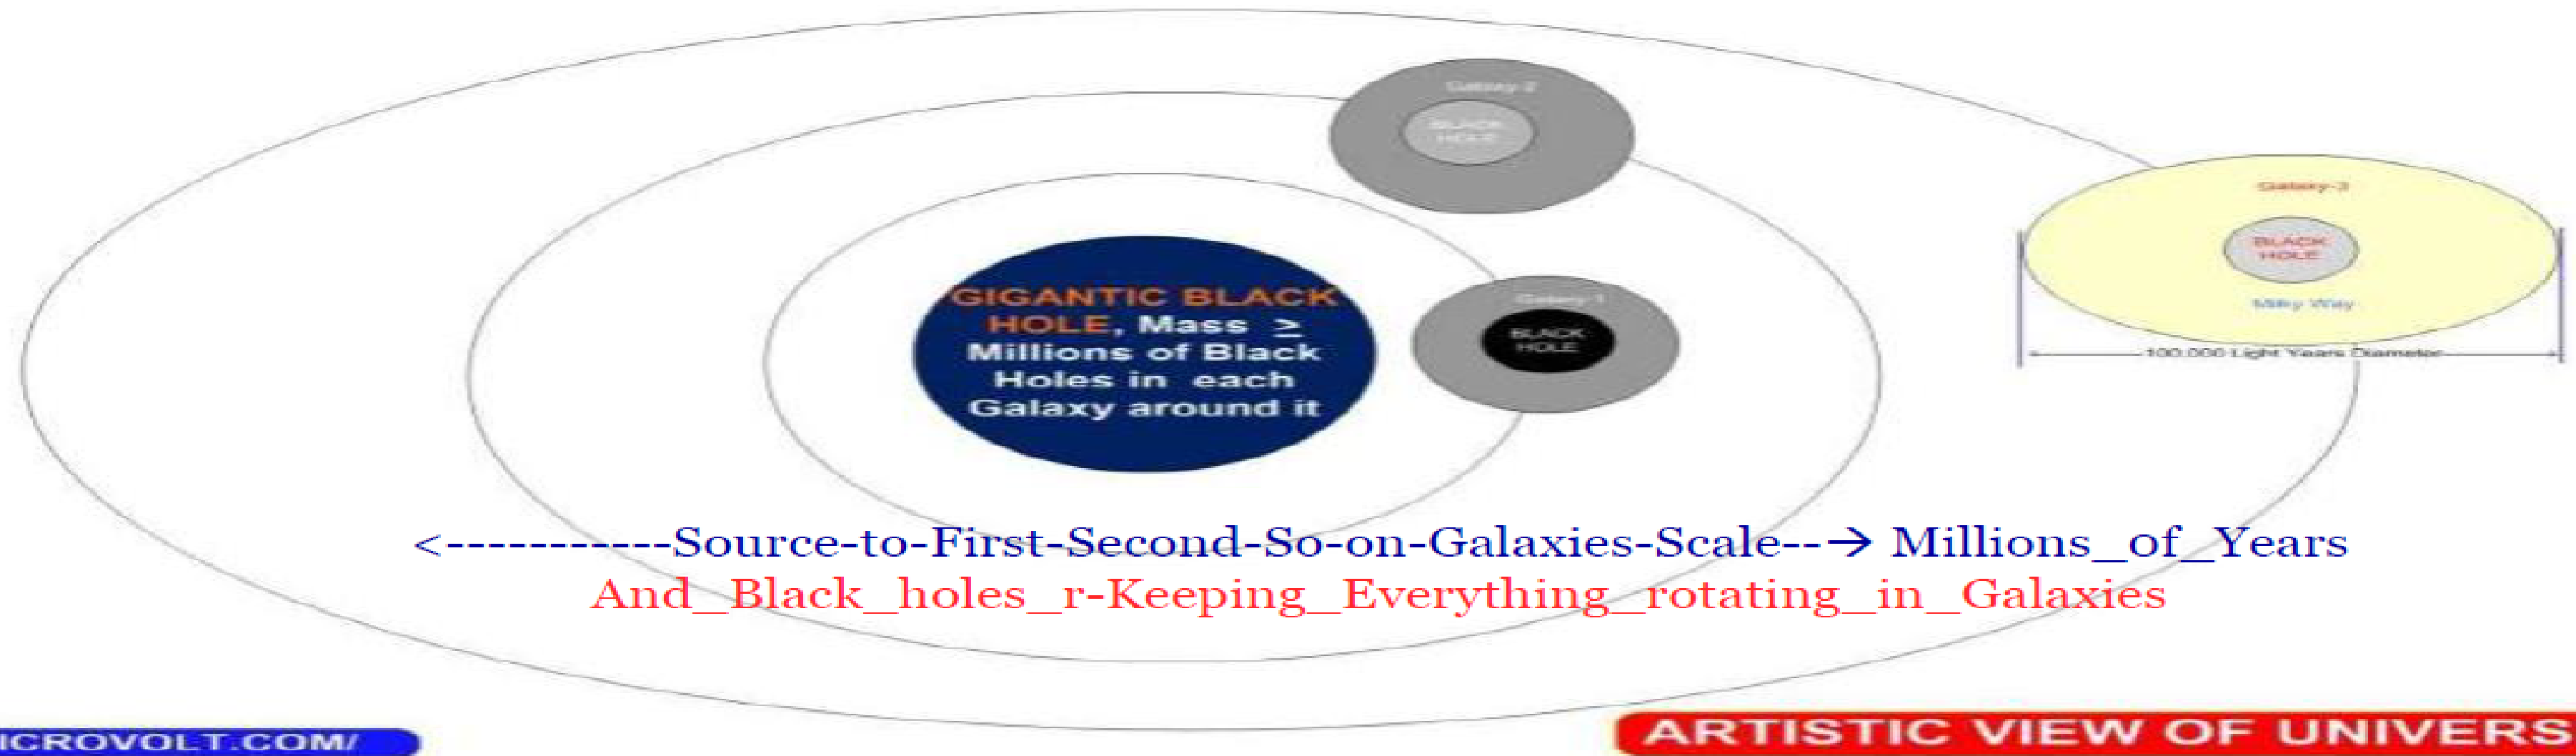 Galaxy-2
BLACK
HOLE
Galaxy-3
BLACK
HOLE
Milky Way
100,000 Light Years Diameter
GIGANTIC BLACK
HOLE, Mass ≥
Millions of Black
Holes in each
Galaxy around it
Galaxy-1
BLACK
HOLE
<-----------Source-to-First-Second-So-on-Galaxies-Scale--→ Millions_of_Years
And_Black_holes_r-Keeping_Everything_rotating_in_Galaxies
ICROVOLT.COM/
ARTISTIC VIEW OF UNIVERS